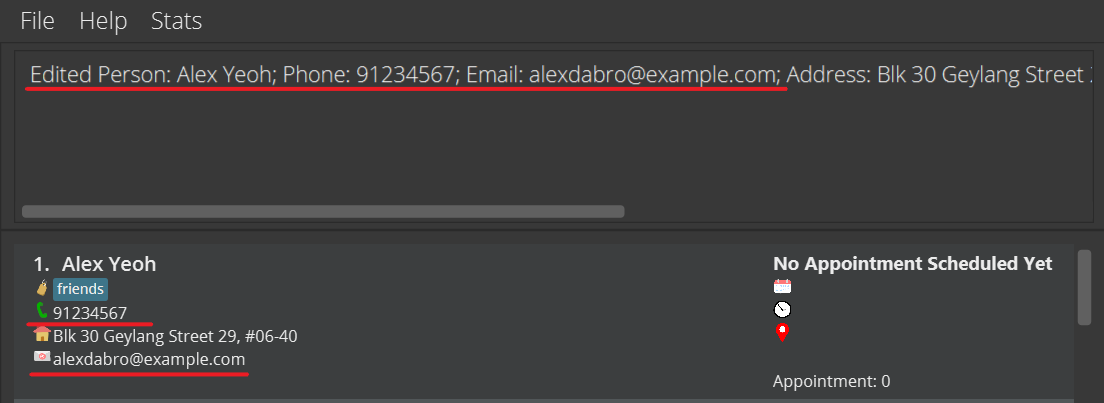 File Help Stats
Edited Person: Alex Yeoh; Phone: 91234567; Email: alexdabro@example.com; Address: Blk 30 Geylang Street
1. Alex Yeoh
friends
91234567
Blk 30 Geylang Street 29, #06-40
alexdabro@example.com
No Appointment Scheduled Yet
Appointment: 0